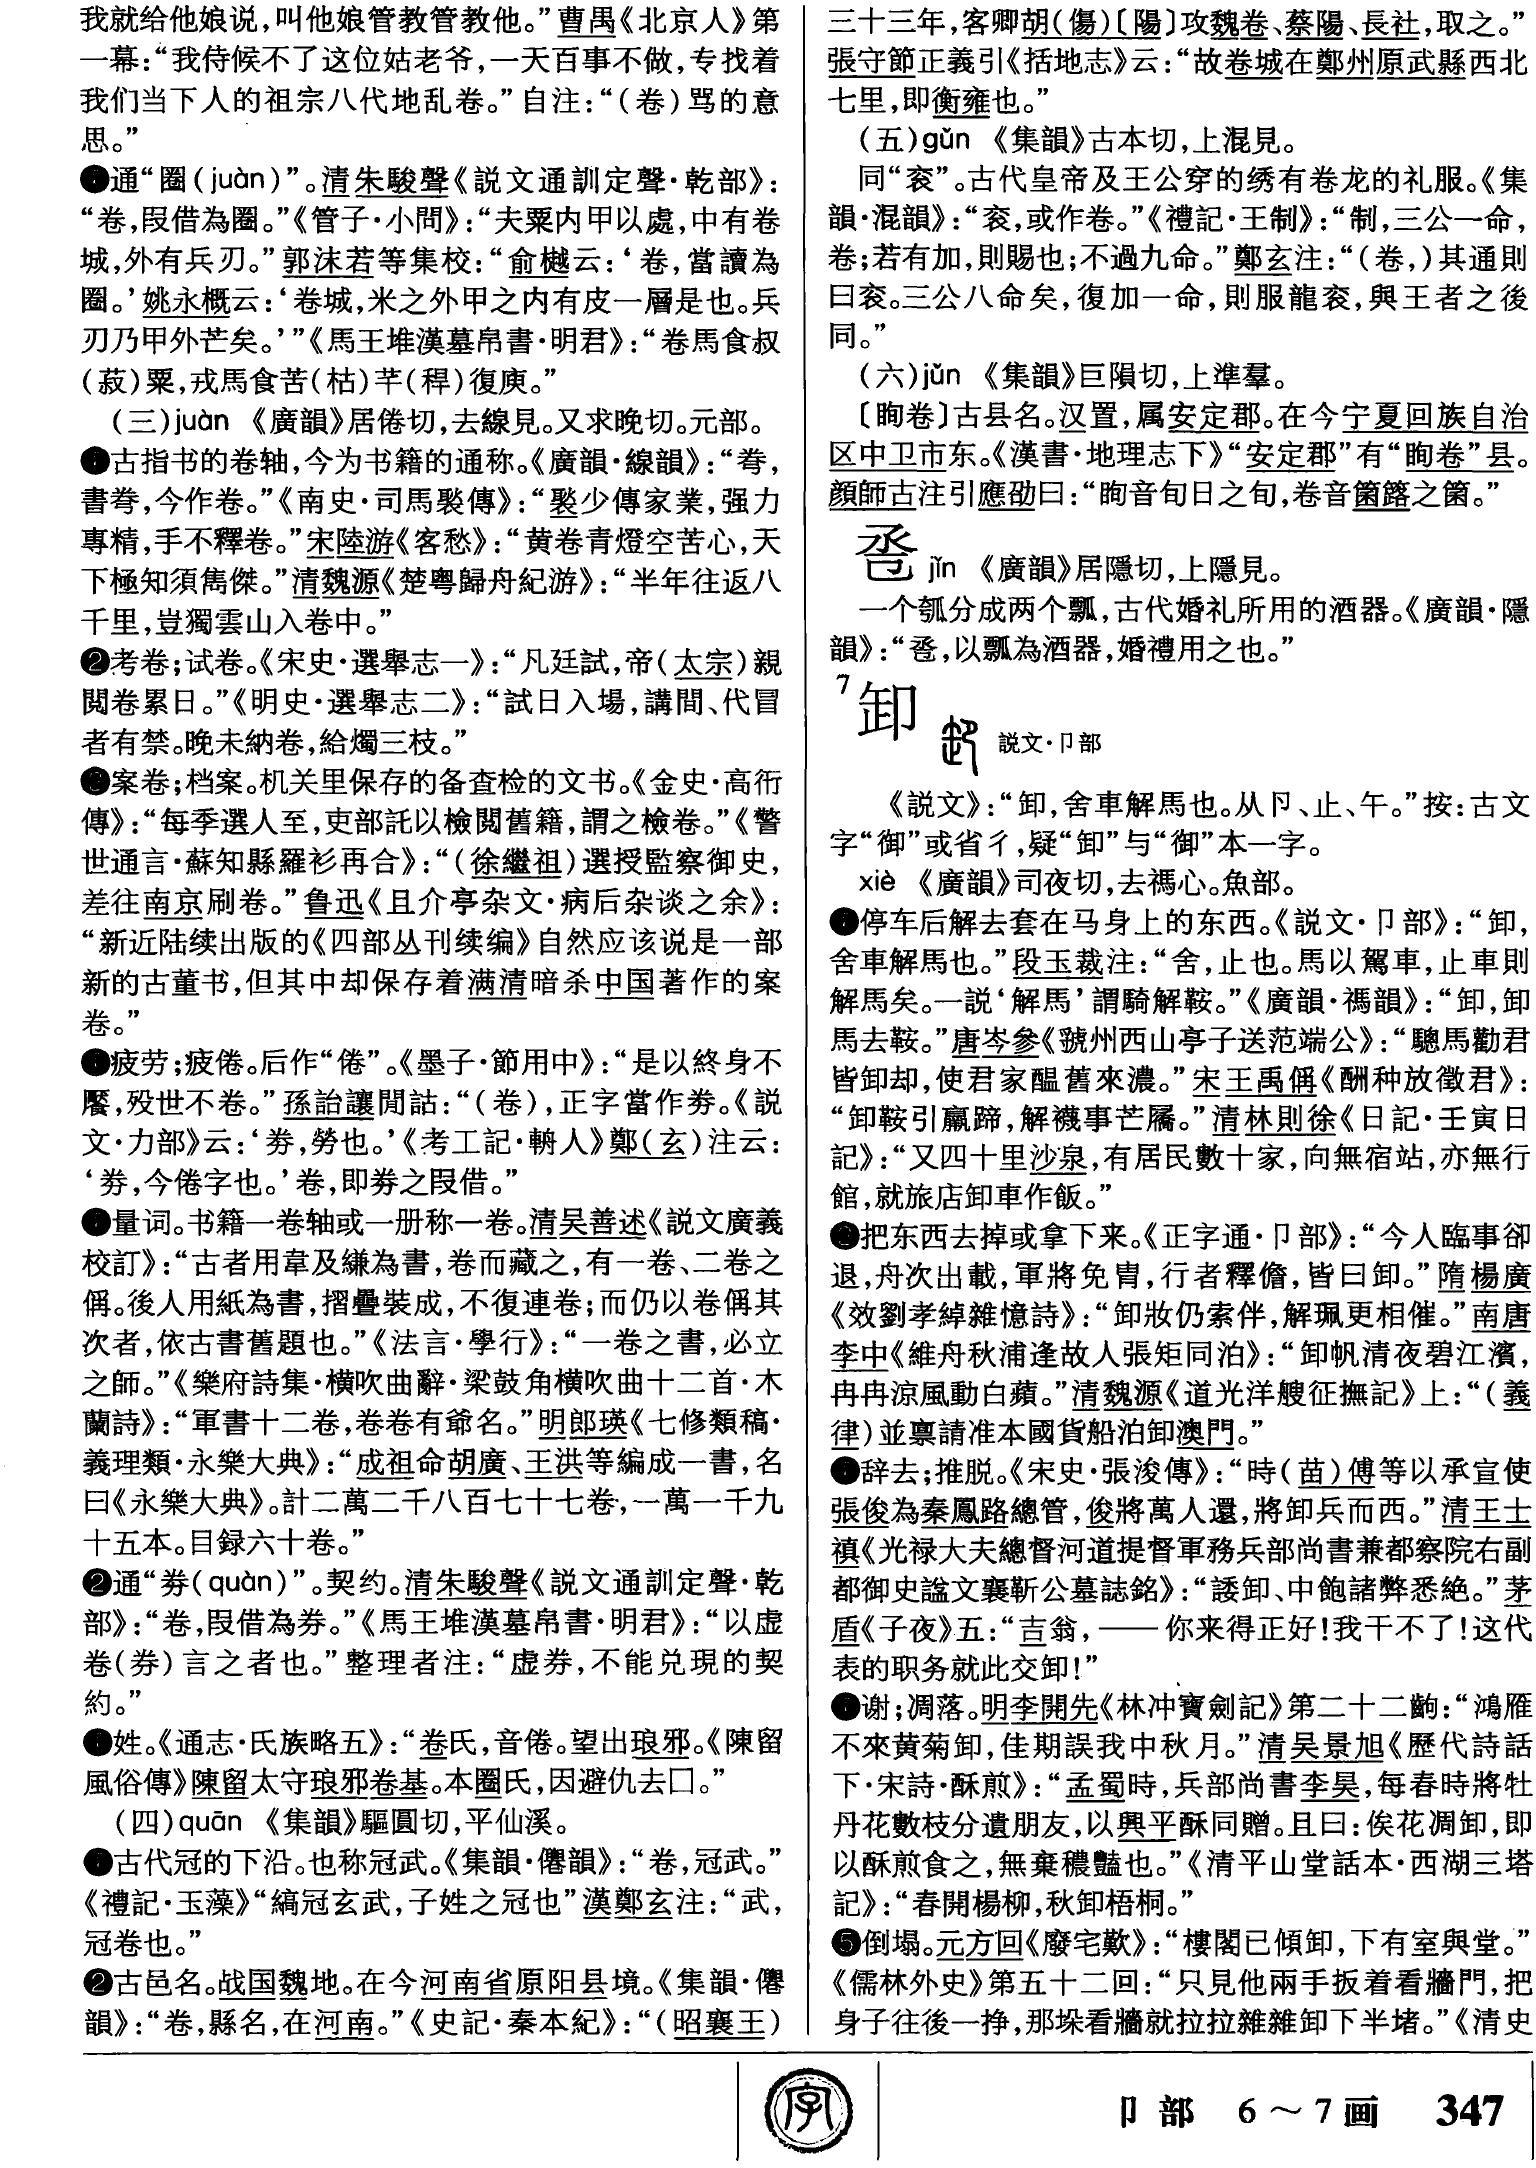 我就给他娘说,叫他娘管教管教他。”曹禺《北京人》第
一幕:“我侍候不了这位姑老爷,一天百事不做,专找着
我们当下人的祖宗八代地乱卷。”自注:“(卷)骂的意
思。”
通“圈(juàn)”。清朱駿聲《説文通訓定聲·乾部》:
“卷,叚借為圈。”《管子·小問》:“夫粟内甲以處,中有卷
城,外有兵刃。”郭沫若等集校:“俞樾云:‘卷,當讀為
圈。’姚永概云:‘卷城,米之外甲之内有皮一層是也。兵
刃乃甲外芒矣。’”《馬王堆漢墓帛書·明君》:“卷馬食叔
(菽)粟,戎馬食苦(枯)芉(稈)復庾。”
(三)juàn 《廣韻》居倦切,去線見。又求晚切。元部。
❶古指书的卷轴,今为书籍的通称。《廣韻·線韻》:“弮,
書弮,今作卷。”《南史·司馬褧傳》:“褧少傳家業,强力
專精,手不釋卷。”宋陸游《客愁》:“黄卷青燈空苦心,天
下極知須雋傑。”清魏源《楚粤歸舟紀游》:“半年往返八
千里,豈獨雲山入卷中。”
❷考卷;试卷。《宋史·選舉志一》:“凡廷試,帝(太宗)親
閲卷累日。”《明史·選舉志二》:“試日入場,講問、代冒
者有禁。晚未納卷,給燭三枝。”
❸案卷;档案。机关里保存的备查检的文书。《金史·高衎
傳》:“每季選人至,吏部託以檢閲舊籍,謂之檢卷。”《警
世通言·蘇知縣羅衫再合》:“(徐繼祖)選授監察御史,
差往南京刷卷。”鲁迅《且介亭杂文·病后杂谈之余》:
“新近陆续出版的《四部丛刊续编》自然应该说是一部
新的古董书,但其中却保存着满清暗杀中国著作的案
卷。”
❹疲劳;疲倦。后作“倦”。《墨子·節用中》:“是以終身不
饜,殁世不卷。”孫詒讓閒詁:“(卷),正字當作券。《説
文·力部》云:‘券,勞也。’《考工記·輈人》鄭(玄)注云:
‘券,今倦字也。’卷,即券之叚借。”
❺量词。书籍一卷轴或一册称一卷。清吴善述《説文廣義
校訂》:“古者用韋及縑為書,卷而藏之,有一卷、二卷之
偁。後人用紙為書,摺疊裝成,不復連卷;而仍以卷偁其
次者,依古書舊題也。”《法言·學行》:“一卷之書,必立
之師。”《樂府詩集·横吹曲辭·梁鼓角横吹曲十二首·木
蘭詩》:“軍書十二卷,卷卷有爺名。”明郎瑛《七修類稿·
義理類·永樂大典》:“成祖命胡廣、王洪等編成一書,名
曰《永樂大典》。計二萬二千八百七十七卷,一萬一千九
十五本。目録六十卷。”
❷通“券(quàn)”。契约。清朱駿聲《説文通訓定聲·乾
部》:“卷,叚借為券。”《馬王堆漢墓帛書·明君》:“以虚
卷(券)言之者也。”整理者注:“虚券,不能兑現的契
約。”
姓。《通志·氏族略五》:“卷氏,音倦。望出琅邪。《陳留
風俗傳》陳留太守琅邪卷基。本圈氏,因避仇去囗。”
(四)quān 《集韻》驅圓切,平仙溪。
❶古代冠的下沿。也称冠武。《集韻·㒨韻》:“卷,冠武。”
《禮記·玉藻》“縞冠玄武,子姓之冠也”漢鄭玄注:“武,
冠卷也。”
❷古邑名。战国魏地。在今河南省原阳县境。《集韻·㒨
韻》:“卷,縣名,在河南。”《史記·秦本紀》:“(昭襄王)
三十三年,客卿胡(傷)〔陽〕攻魏卷、蔡陽、長社,取之。”
張守節正義引《括地志》云:“故卷城在鄭州原武縣西北
七里,即衡雍也。”
(五)gǔn 《集韻》古本切,上混見。
同“衮”。古代皇帝及王公穿的绣有卷龙的礼服。《集
韻·混韻》:“衮,或作卷。”《禮記·王制》:“制,三公一命,
卷;若有加,則賜也;不過九命。”鄭玄注:“(卷,)其通則
曰衮。三公八命矣,復加一命,則服龍衮,與王者之後
同。”
(六)jǔn 《集韻》巨隕切,上準羣。
〔眴卷〕古县名。汉置,属安定郡。在今宁夏回族自治
区中卫市东。《漢書·地理志下》“安定郡”有“眴卷”县。
顔師古注引應劭曰:“眴音旬日之旬,卷音箘簬之箘。”
卺 jǐn 《廣韻》居隱切,上隱見。
一个瓠分成两个瓢,古代婚礼所用的酒器。《廣韻·隱
韻》:“卺,以瓢為酒器,婚禮用之也。”
7 卸 説文·卩部
《説文》:“卸,舍車解馬也。从卩、止、午。”按:古文
字“御”或省彳,疑“卸”与“御”本一字。
xiè 《廣韻》司夜切,去禡心。魚部。
❶停车后解去套在马身上的东西。《説文·卩部》:“卸,
舍車解馬也。”段玉裁注:“舍,止也。馬以駕車,止車則
解馬矣。一説‘解馬’謂騎解鞍。”《廣韻·禡韻》:“卸,卸
馬去鞍。”唐岑參《虢州西山亭子送范端公》:“驄馬勸君
皆卸却,使君家醖舊來濃。”宋王禹偁《酬种放徵君》:
“卸鞍引羸蹄,解襪事芒屩。”清林則徐《日記·壬寅日
記》:“又四十里沙泉,有居民數十家,向無宿站,亦無行
館,就旅店卸車作飯。”
❷把东西去掉或拿下来。《正字通·卩部》:“今人臨事卻
退,舟次出載,軍將免胄,行者釋儋,皆曰卸。”隋楊廣
《效劉孝綽雜憶詩》:“卸妝仍索伴,解珮更相催。”南唐
李中《維舟秋浦逢故人張矩同泊》:“卸帆清夜碧江濱,
冉冉涼風動白蘋。”清魏源《道光洋艘征撫記》上:“(義
律)並禀請准本國貨船泊卸澳門。”
❸辞去;推脱。《宋史·張浚傳》:“時(苗)傅等以承宣使
張俊為秦鳳路總管,俊將萬人還,將卸兵而西。”清王士
禛《光禄大夫總督河道提督軍務兵部尚書兼都察院右副
都御史諡文襄靳公墓誌銘》:“諉卸、中飽諸弊悉絶。”茅
盾《子夜》五:“吉翁,——你来得正好!我干不了!这代
表的职务就此交卸!”
❹谢;凋落。明李開先《林冲寶劍記》第二十二齣:“鴻雁
不來黄菊卸,佳期誤我中秋月。”清吴景旭《歷代詩話
下·宋詩·酥煎》:“孟蜀時,兵部尚書李昊,每春時將牡
丹花數枝分遺朋友,以興平酥同贈。且曰:俟花凋卸,即
以酥煎食之,無棄穠豔也。”《清平山堂話本·西湖三塔
記》:“春開楊柳,秋卸梧桐。”
❺倒塌。元方回《廢宅歎》:“樓閣已傾卸,下有室與堂。”
《儒林外史》第五十二回:“只見他兩手扳着看牆門,把
身子往後一挣,那垛看牆就拉拉雜雜卸下半堵。”《清史
字
卩部 6～7画 347